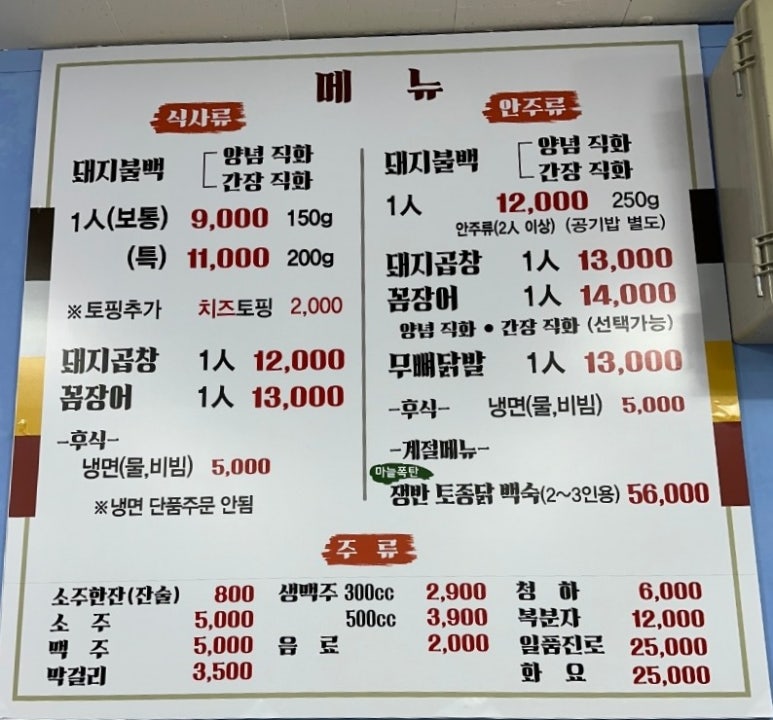 메 뉴
식사류
돼지불백 양념 직화
간장 직화
1人(보통) 9,000 150g
(특) 11,000 200g
※토핑추가 치즈토핑 2,000
돼지곱창 1人 12,000
꼼장어 1人 13,000
-후식-
냉면(물,비빔) 5,000
※냉면 단품주문 안됨
안주류
돼지불백 양념 직화
간장 직화
1人 12,000 250g
안주류(2人 이상) (공기밥 별도)
돼지곱창 1人 13,000
꼼장어 1人 14,000
양념 직화 • 간장 직화 (선택가능)
무뼈닭발 1人 13,000
-후식- 냉면(물,비빔) 5,000
-계절메뉴-
마늘폭탄
쟁반 토종닭 백숙(2~3인용) 56,000
주 류
소주한잔(잔술) 800
소 주 5,000
맥 주 5,000
막걸리 3,500
생맥주 300cc 2,900
500cc 3,900
음 료 2,000
청 하 6,000
복분자 12,000
일품진로 25,000
화 요 25,000